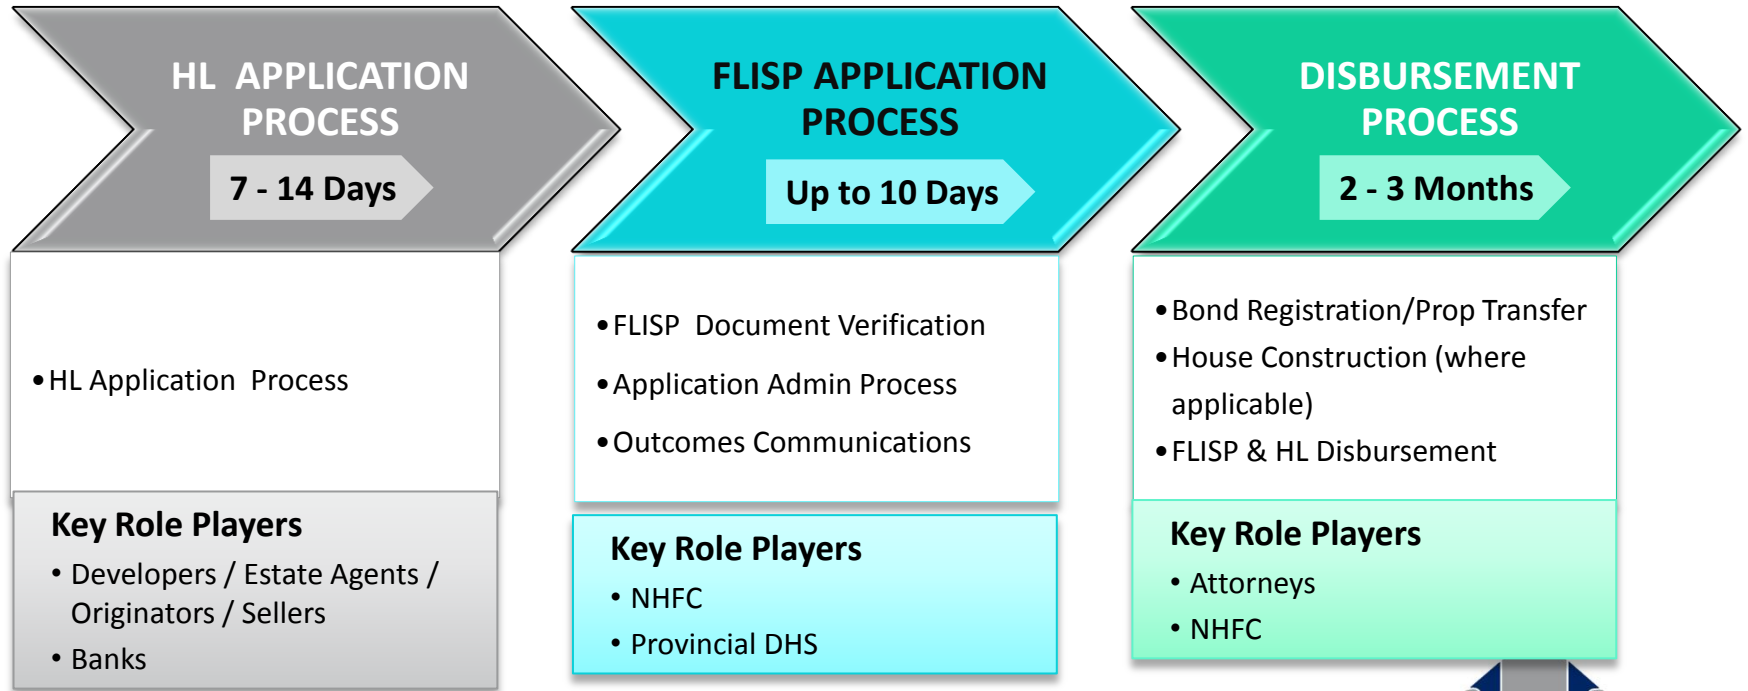 HL APPLICATION
PROCESS
7 - 14 Days
•HL Application Process
Key Role Players
• Developers / Estate Agents /
Originators / Sellers
• Banks
FLISP APPLICATION
PROCESS
Up to 10 Days
•FLISP Document Verification
•Application Admin Process
•Outcomes Communications
Key Role Players
• NHFC
• Provincial DHS
DISBURSEMENT
PROCESS
2 - 3 Months
•Bond Registration/Prop Transfer
•House Construction (where
applicable)
•FLISP & HL Disbursement
Key Role Players
• Attorneys
• NHFC